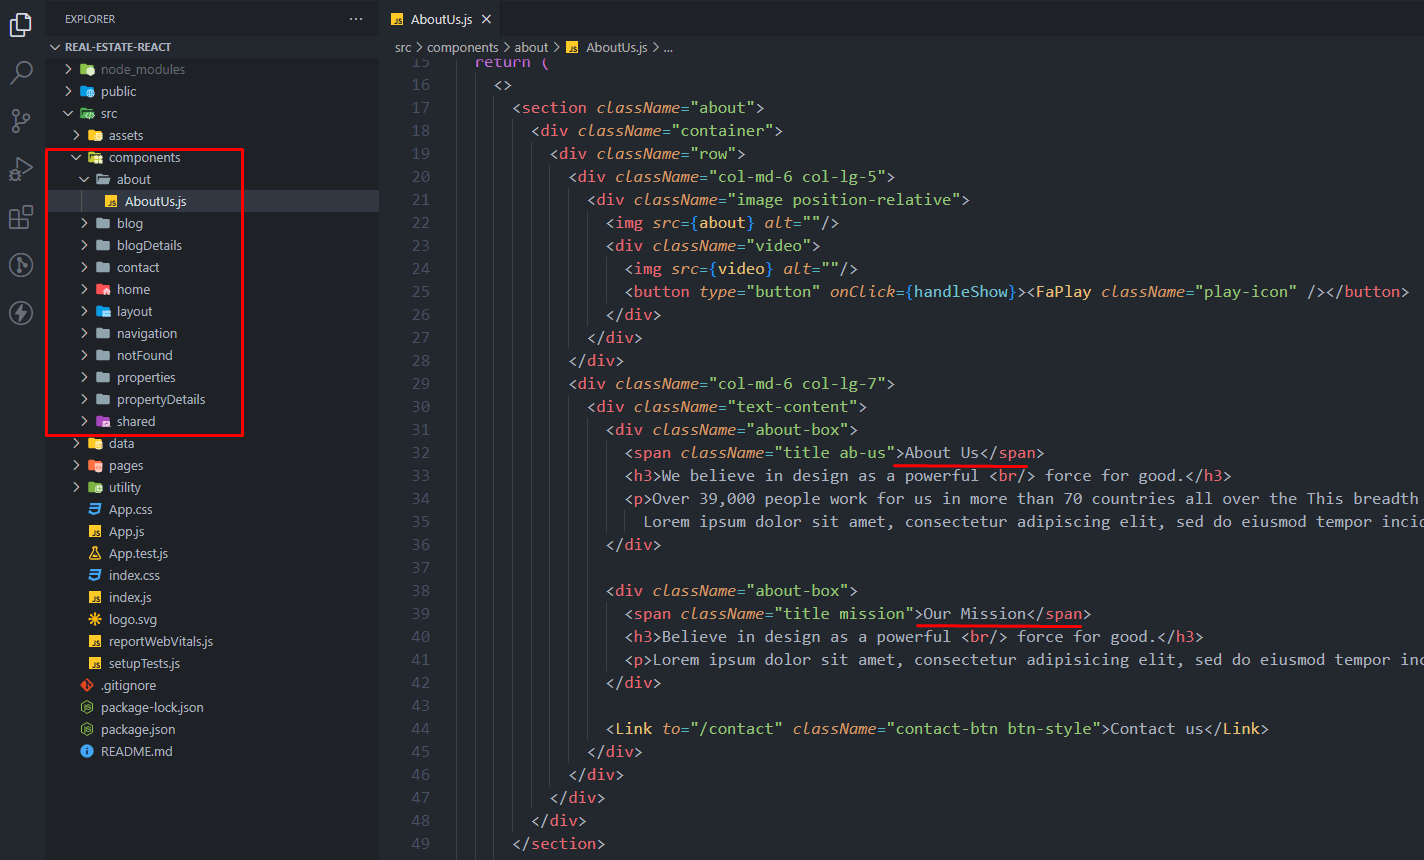 EXPLORER ...
REAL-ESTATE-REACT
node_modules
public
src
assets
components
about
AboutUs.js
blog
blogDetails
contact
home
layout
navigation
notFound
properties
propertyDetails
shared
data
pages
utility
App.css
App.js
App.test.js
index.css
index.js
logo.svg
reportWebVitals.js
setupTests.js
.gitignore
package-lock.json
package.json
README.md
JS AboutUs.js ×
src > components > about > JS AboutUs.js > ...
15 return (
16 <>
17 <section className="about">
18 <div className="container">
19 <div className="row">
20 <div className="col-md-6 col-lg-5">
21 <div className="image position-relative">
22 <img src={about} alt=""/>
23 <div className="video">
24 <img src={video} alt=""/>
25 <button type="button" onClick={handleShow}><FaPlay className="play-icon" /></button>
26 </div>
27 </div>
28 </div>
29 <div className="col-md-6 col-lg-7">
30 <div className="text-content">
31 <div className="about-box">
32 <span className="title ab-us">About Us</span>
33 <h3>We believe in design as a powerful <br/> force for good.</h3>
34 <p>Over 39,000 people work for us in more than 70 countries all over the This breadth
35 Lorem ipsum dolor sit amet, consectetur adipiscing elit, sed do eiusmod tempor incid
36 </div>
37
38 <div className="about-box">
39 <span className="title mission">Our Mission</span>
40 <h3>Believe in design as a powerful <br/> force for good.</h3>
41 <p>Lorem ipsum dolor sit amet, consectetur adipisicing elit, sed do eiusmod tempor inc
42 </div>
43
44 <Link to="/contact" className="contact-btn btn-style">Contact us</Link>
45 </div>
46 </div>
47 </div>
48 </div>
49 </section>